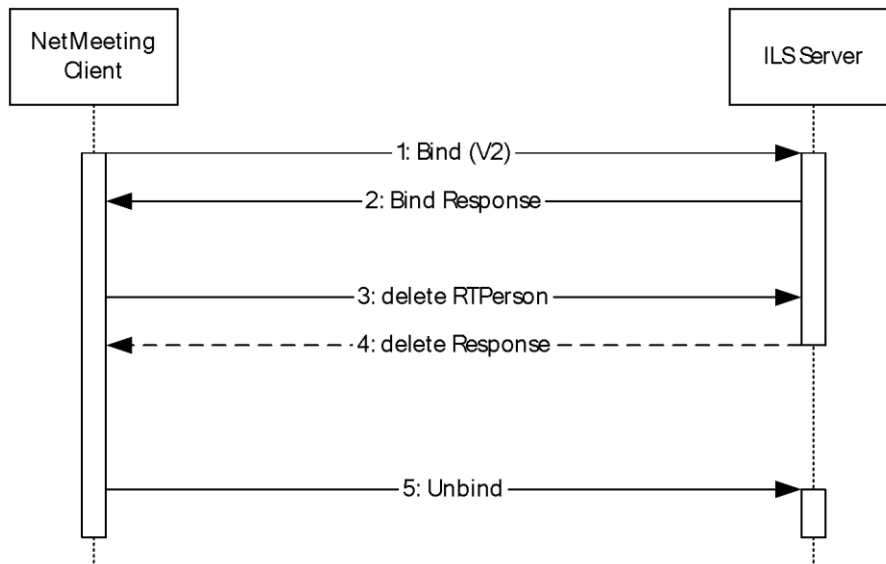 NetMeeting
Client
ILS Server
1: Bind (V2)
2: Bind Response
3: delete RTPerson
4: delete Response
5: Unbind